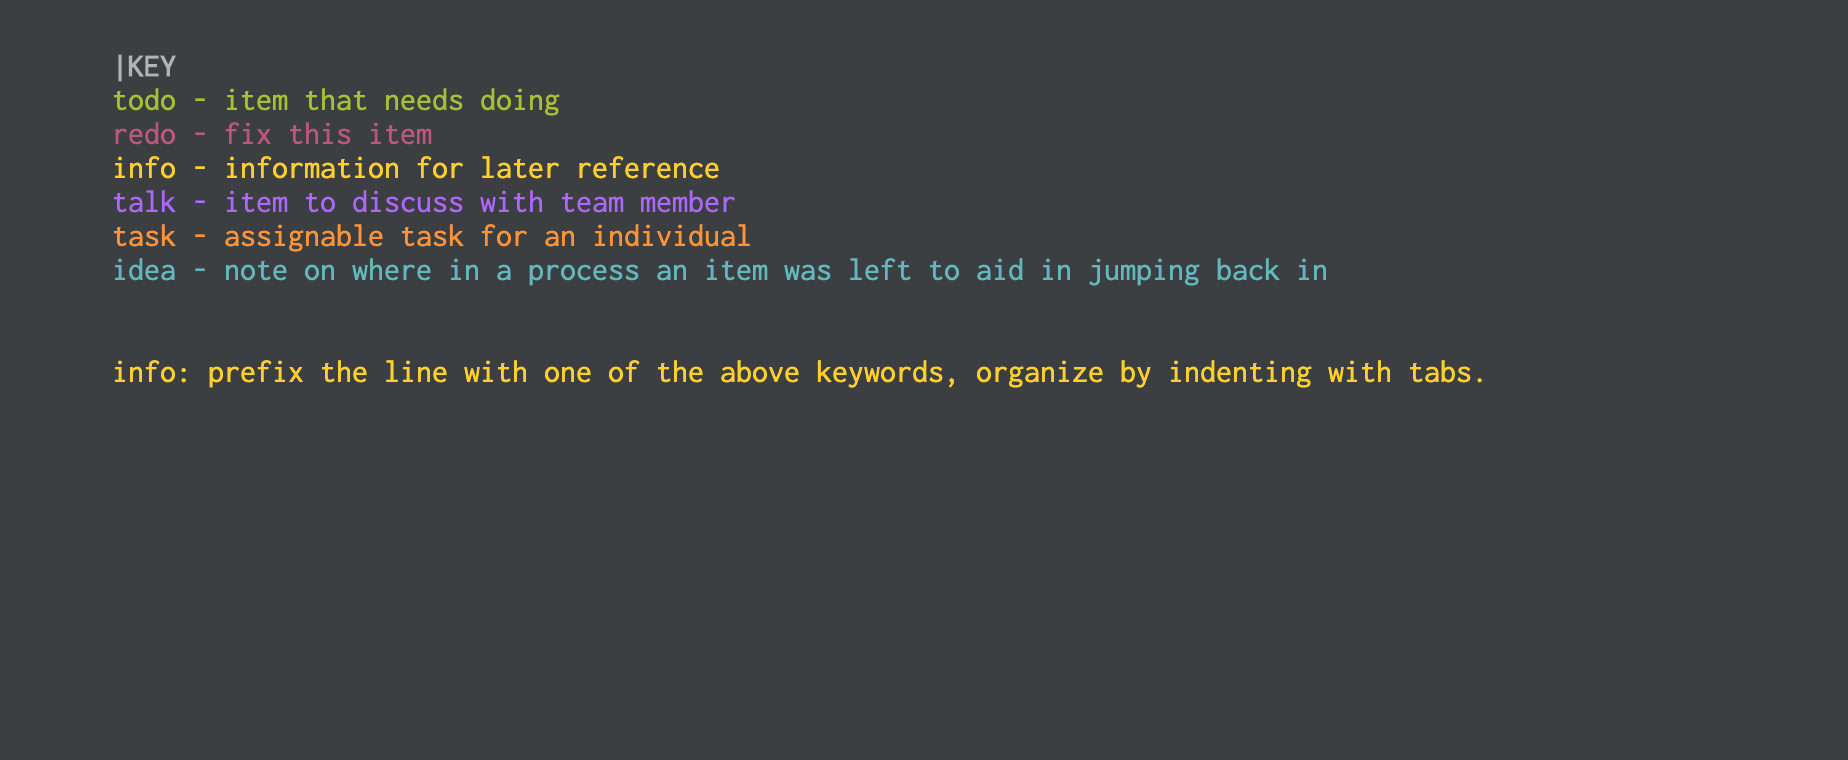 |KEY
todo - item that needs doing
redo - fix this item
info - information for later reference
talk - item to discuss with team member
task - assignable task for an individual
idea - note on where in a process an item was left to aid in jumping back in
info: prefix the line with one of the above keywords, organize by indenting with tabs.